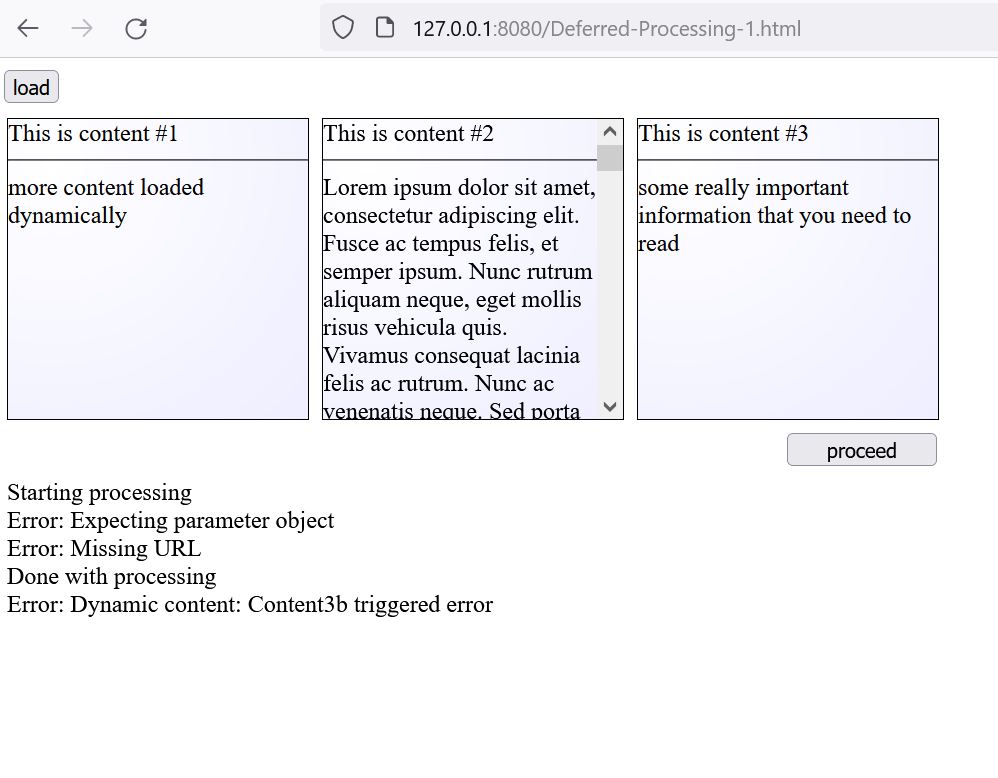 127.0.0.1:8080/Deferred-Processing-1.html
load
This is content #1
more content loaded
dynamically
This is content #2
Lorem ipsum dolor sit amet,
consectetur adipiscing elit.
Fusce ac tempus felis, et
semper ipsum. Nunc rutrum
aliquam neque, eget mollis
risus vehicula quis.
Vivamus consequat lacinia
felis ac rutrum. Nunc ac
venenatis neque. Sed porta
This is content #3
some really important
information that you need to
read
proceed
Starting processing
Error: Expecting parameter object
Error: Missing URL
Done with processing
Error: Dynamic content: Content3b triggered error